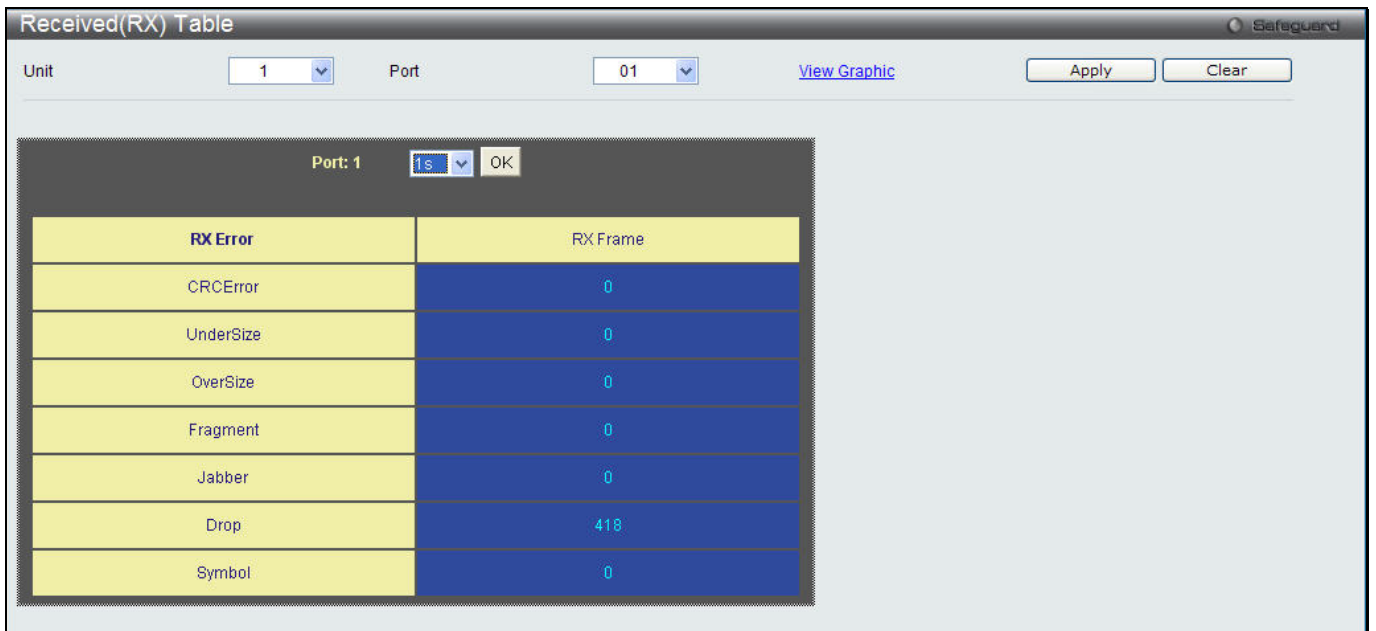 Received(RX) Table Safeguard
Unit 1 Port 01 View Graphic Apply Clear
Port: 1 1s OK
RX Error RX Frame
CRCError 0
UnderSize 0
OverSize 0
Fragment 0
Jabber 0
Drop 418
Symbol 0